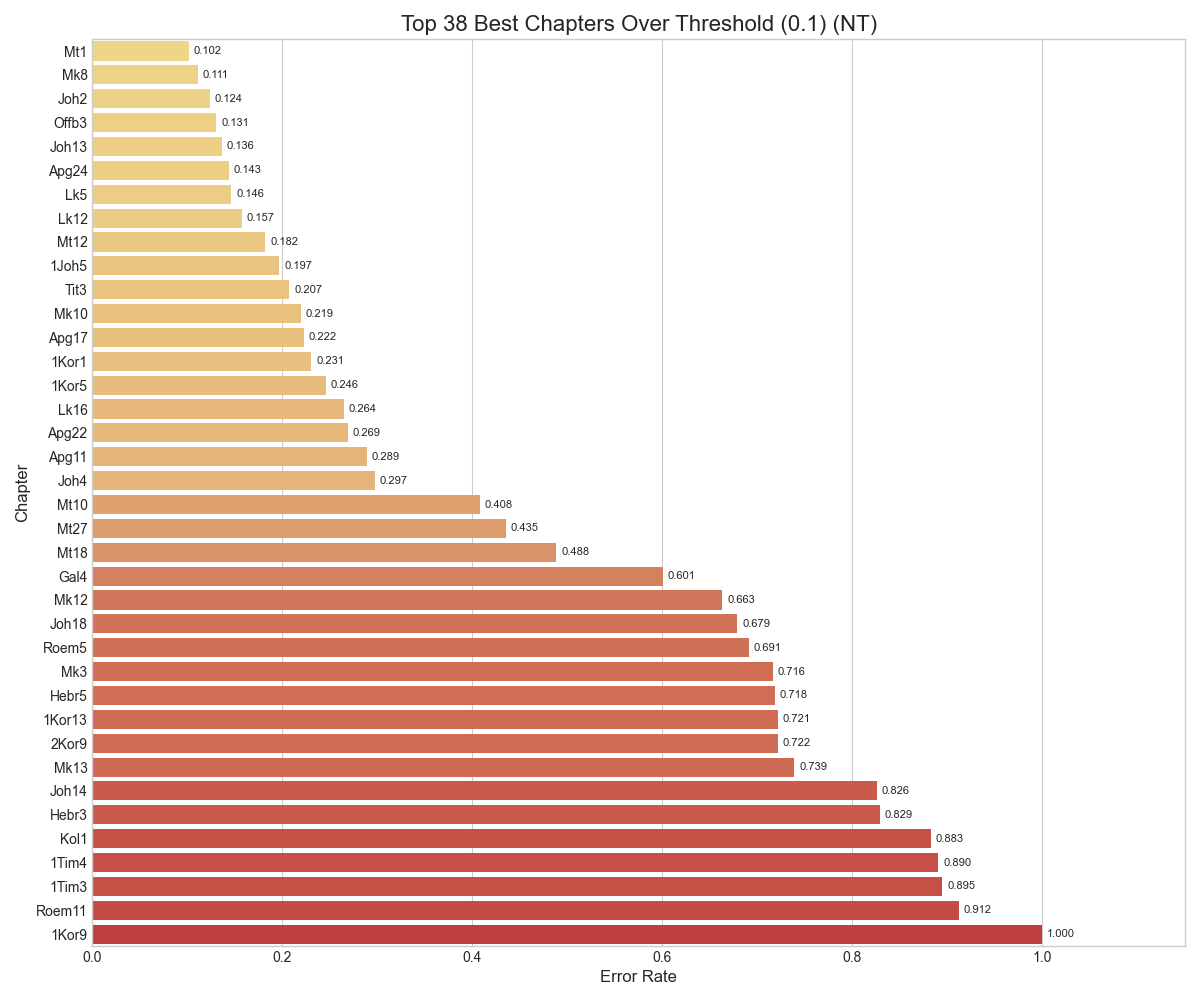 Top 38 Best Chapters Over Threshold (0.1) (NT)
Mt1 0.102
Mk8 0.111
Joh2 0.124
Offb3 0.131
Joh13 0.136
Apg24 0.143
Lk5 0.146
Lk12 0.157
Mt12 0.182
1Joh5 0.197
Tit3 0.207
Mk10 0.219
Apg17 0.222
1Kor1 0.231
1Kor5 0.246
Lk16 0.264
Apg22 0.269
Apg11 0.289
Joh4 0.297
Mt10 0.408
Mt27 0.435
Mt18 0.488
Gal4 0.601
Mk12 0.663
Joh18 0.679
Roem5 0.691
Mk3 0.716
Hebr5 0.718
1Kor13 0.721
2Kor9 0.722
Mk13 0.739
Joh14 0.826
Hebr3 0.829
Kol1 0.883
1Tim4 0.890
1Tim3 0.895
Roem11 0.912
1Kor9 1.000
Chapter
0.0 0.2 0.4 0.6 0.8 1.0
Error Rate